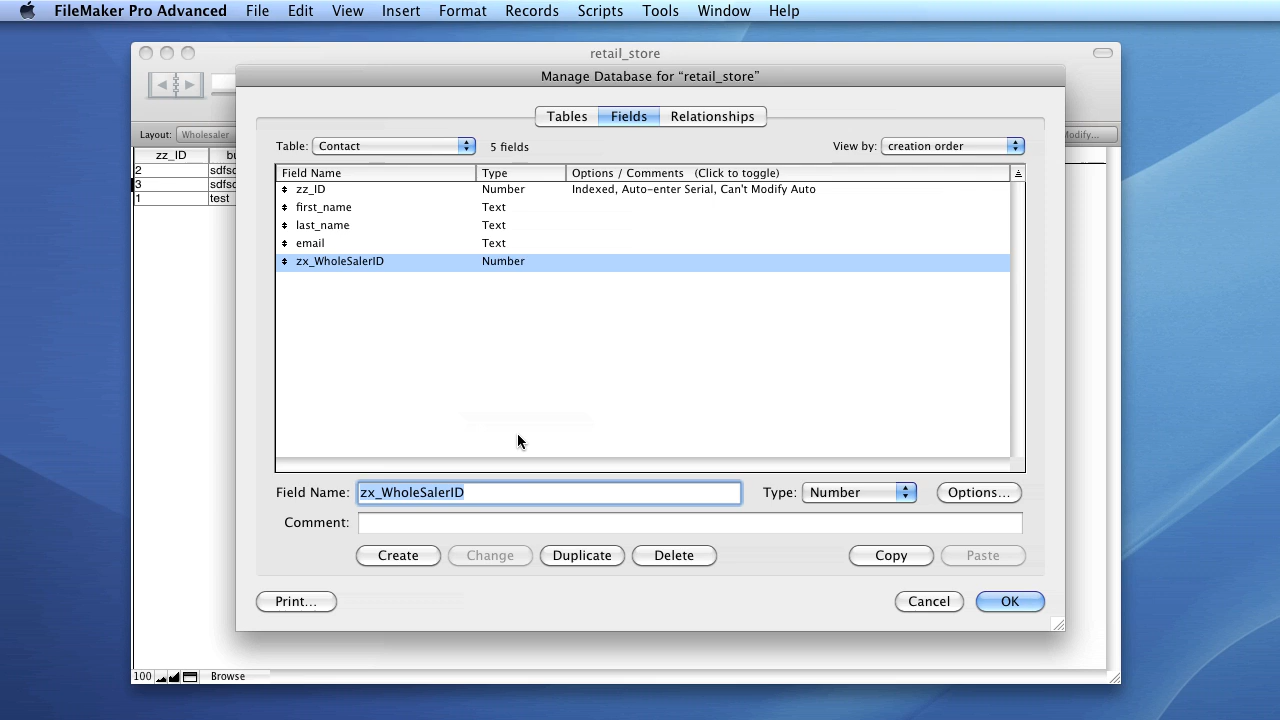 FileMaker Pro Advanced File Edit View Insert Format Records Scripts Tools Window Help
retail_store
Manage Database for “retail_store”
Tables Fields Relationships
Layout: Wholesaler
Modify...
Table: Contact 5 fields View by: creation order
zz_ID bu
2 sdfsc
3 sdfsc
1 test
Field Name Type Options / Comments (Click to toggle)
zz_ID Number Indexed, Auto-enter Serial, Can't Modify Auto
first_name Text
last_name Text
email Text
zx_WholeSalerID Number
Field Name: zx_WholeSalerID Type: Number Options...
Comment:
Create Change Duplicate Delete Copy Paste
Print... Cancel OK
100 Browse